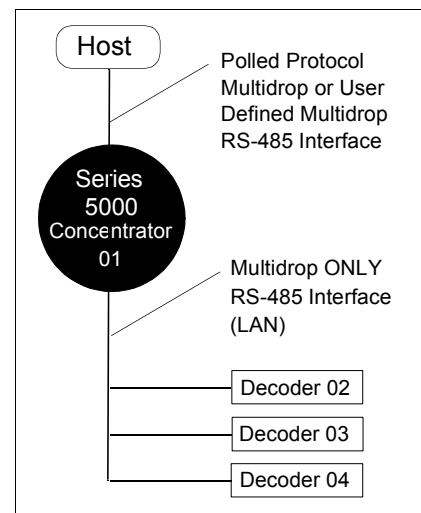 Host
Polled Protocol
Multidrop or User
Defined Multidrop
RS-485 Interface
Series
5000
Concentrator
01
Multidrop ONLY
RS-485 Interface
(LAN)
Decoder 02
Decoder 03
Decoder 04